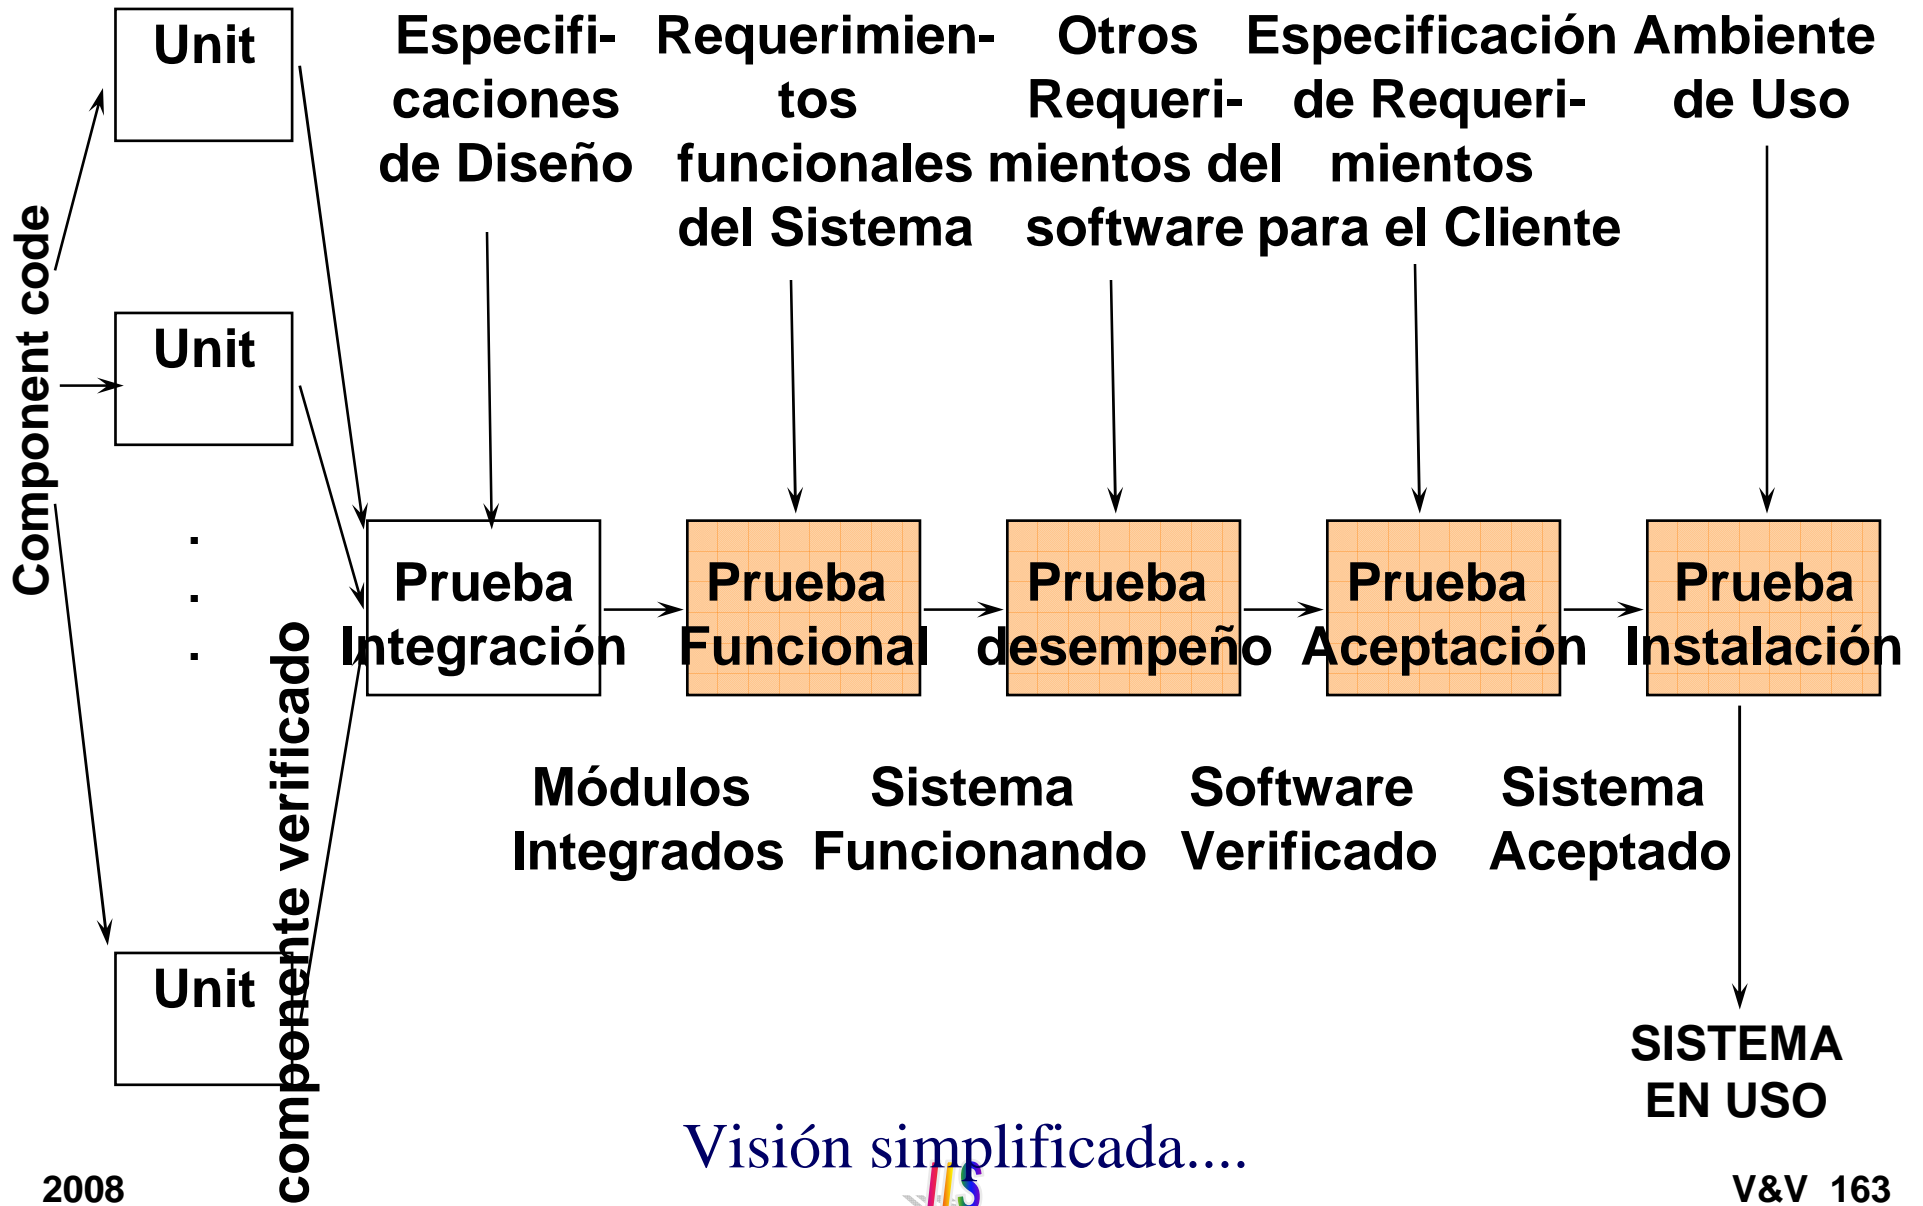 Unit
Especifi-
caciones
de Diseño
Requerimien-
tos
funcionales
del Sistema
Otros
Requeri-
mientos del
software
Especificación
de Requeri-
mientos
para el Cliente
Ambiente
de Uso
Component code
Unit
.
.
.
Unit
componente verificado
Prueba
Integración
Prueba
Funcional
Prueba
desempeño
Prueba
Aceptación
Prueba
Instalación
Módulos
Integrados
Sistema
Funcionando
Software
Verificado
Sistema
Aceptado
SISTEMA
EN USO
Visión simplificada....
2008
V&V 163